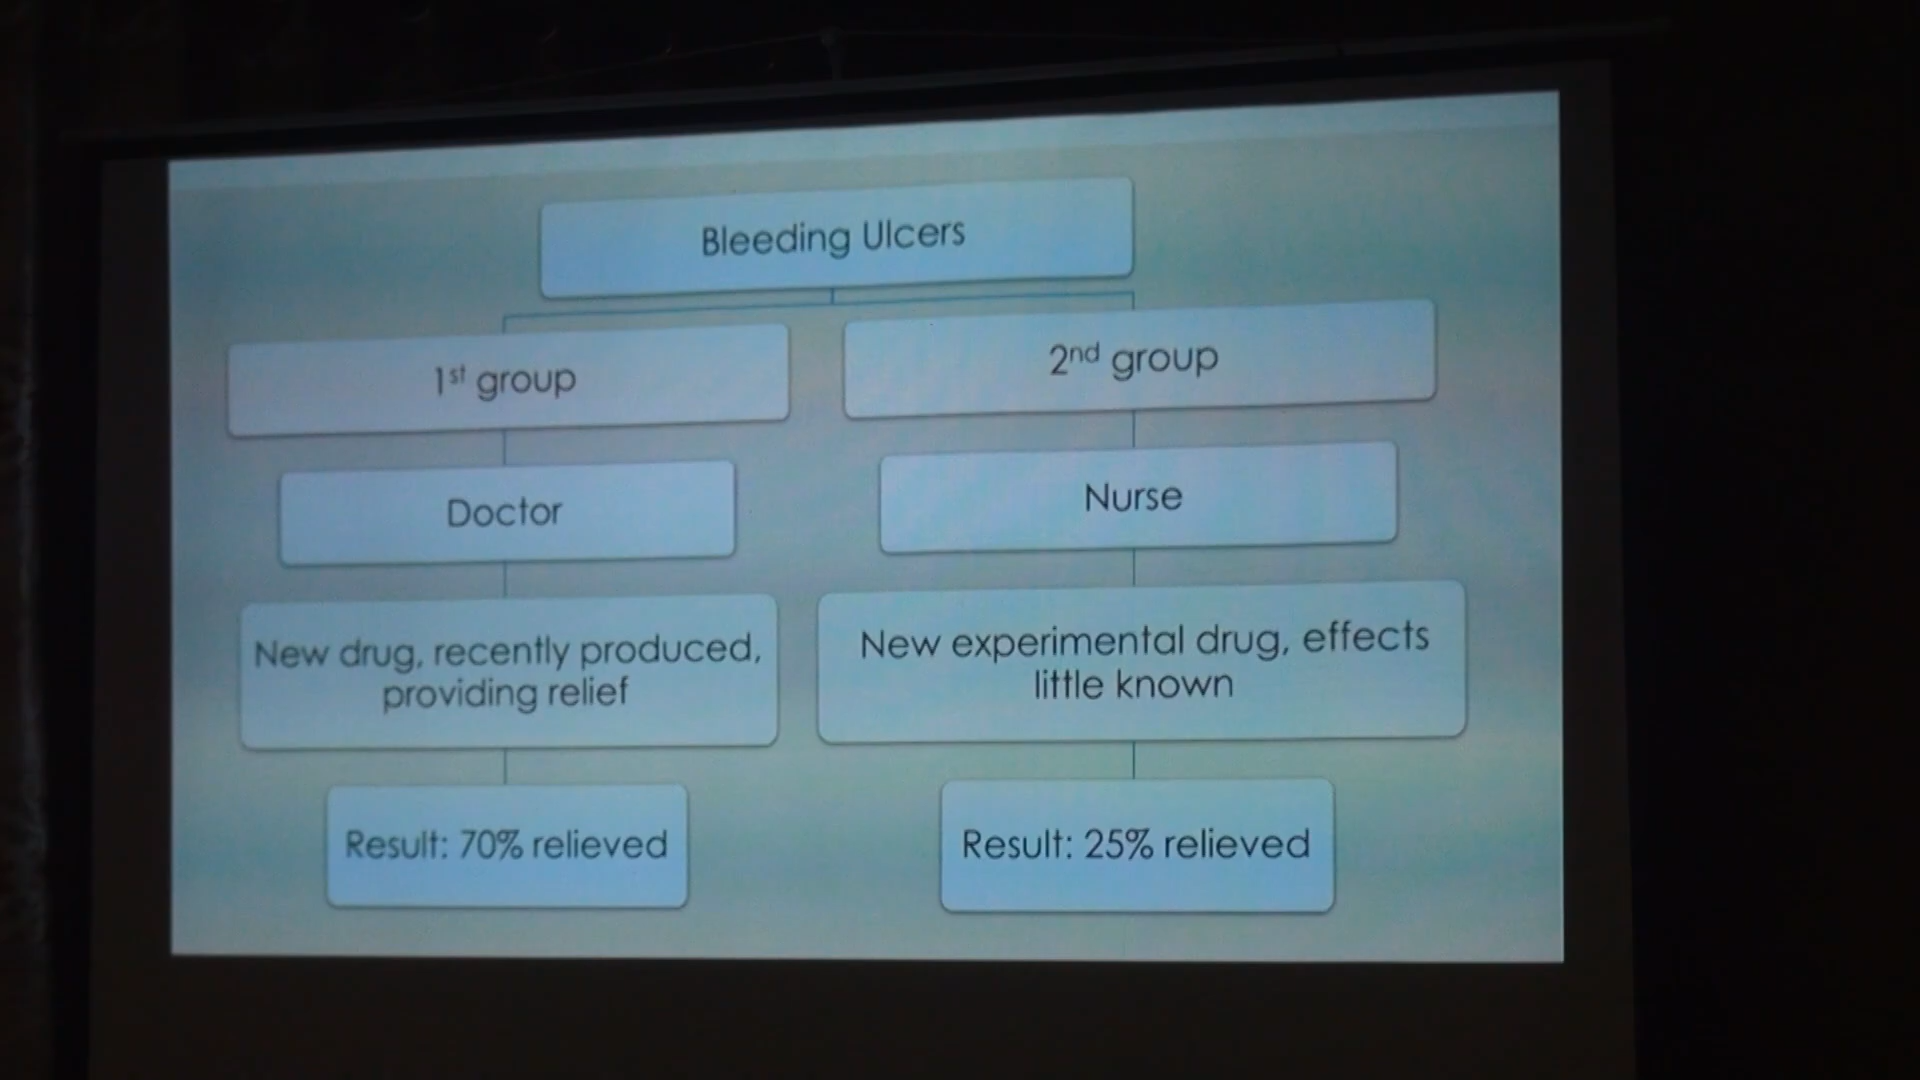 Bleeding Ulcers
1st group
2nd group
Doctor
Nurse
New drug, recently produced,
providing relief
New experimental drug, effects
little known
Result: 70% relieved
Result: 25% relieved